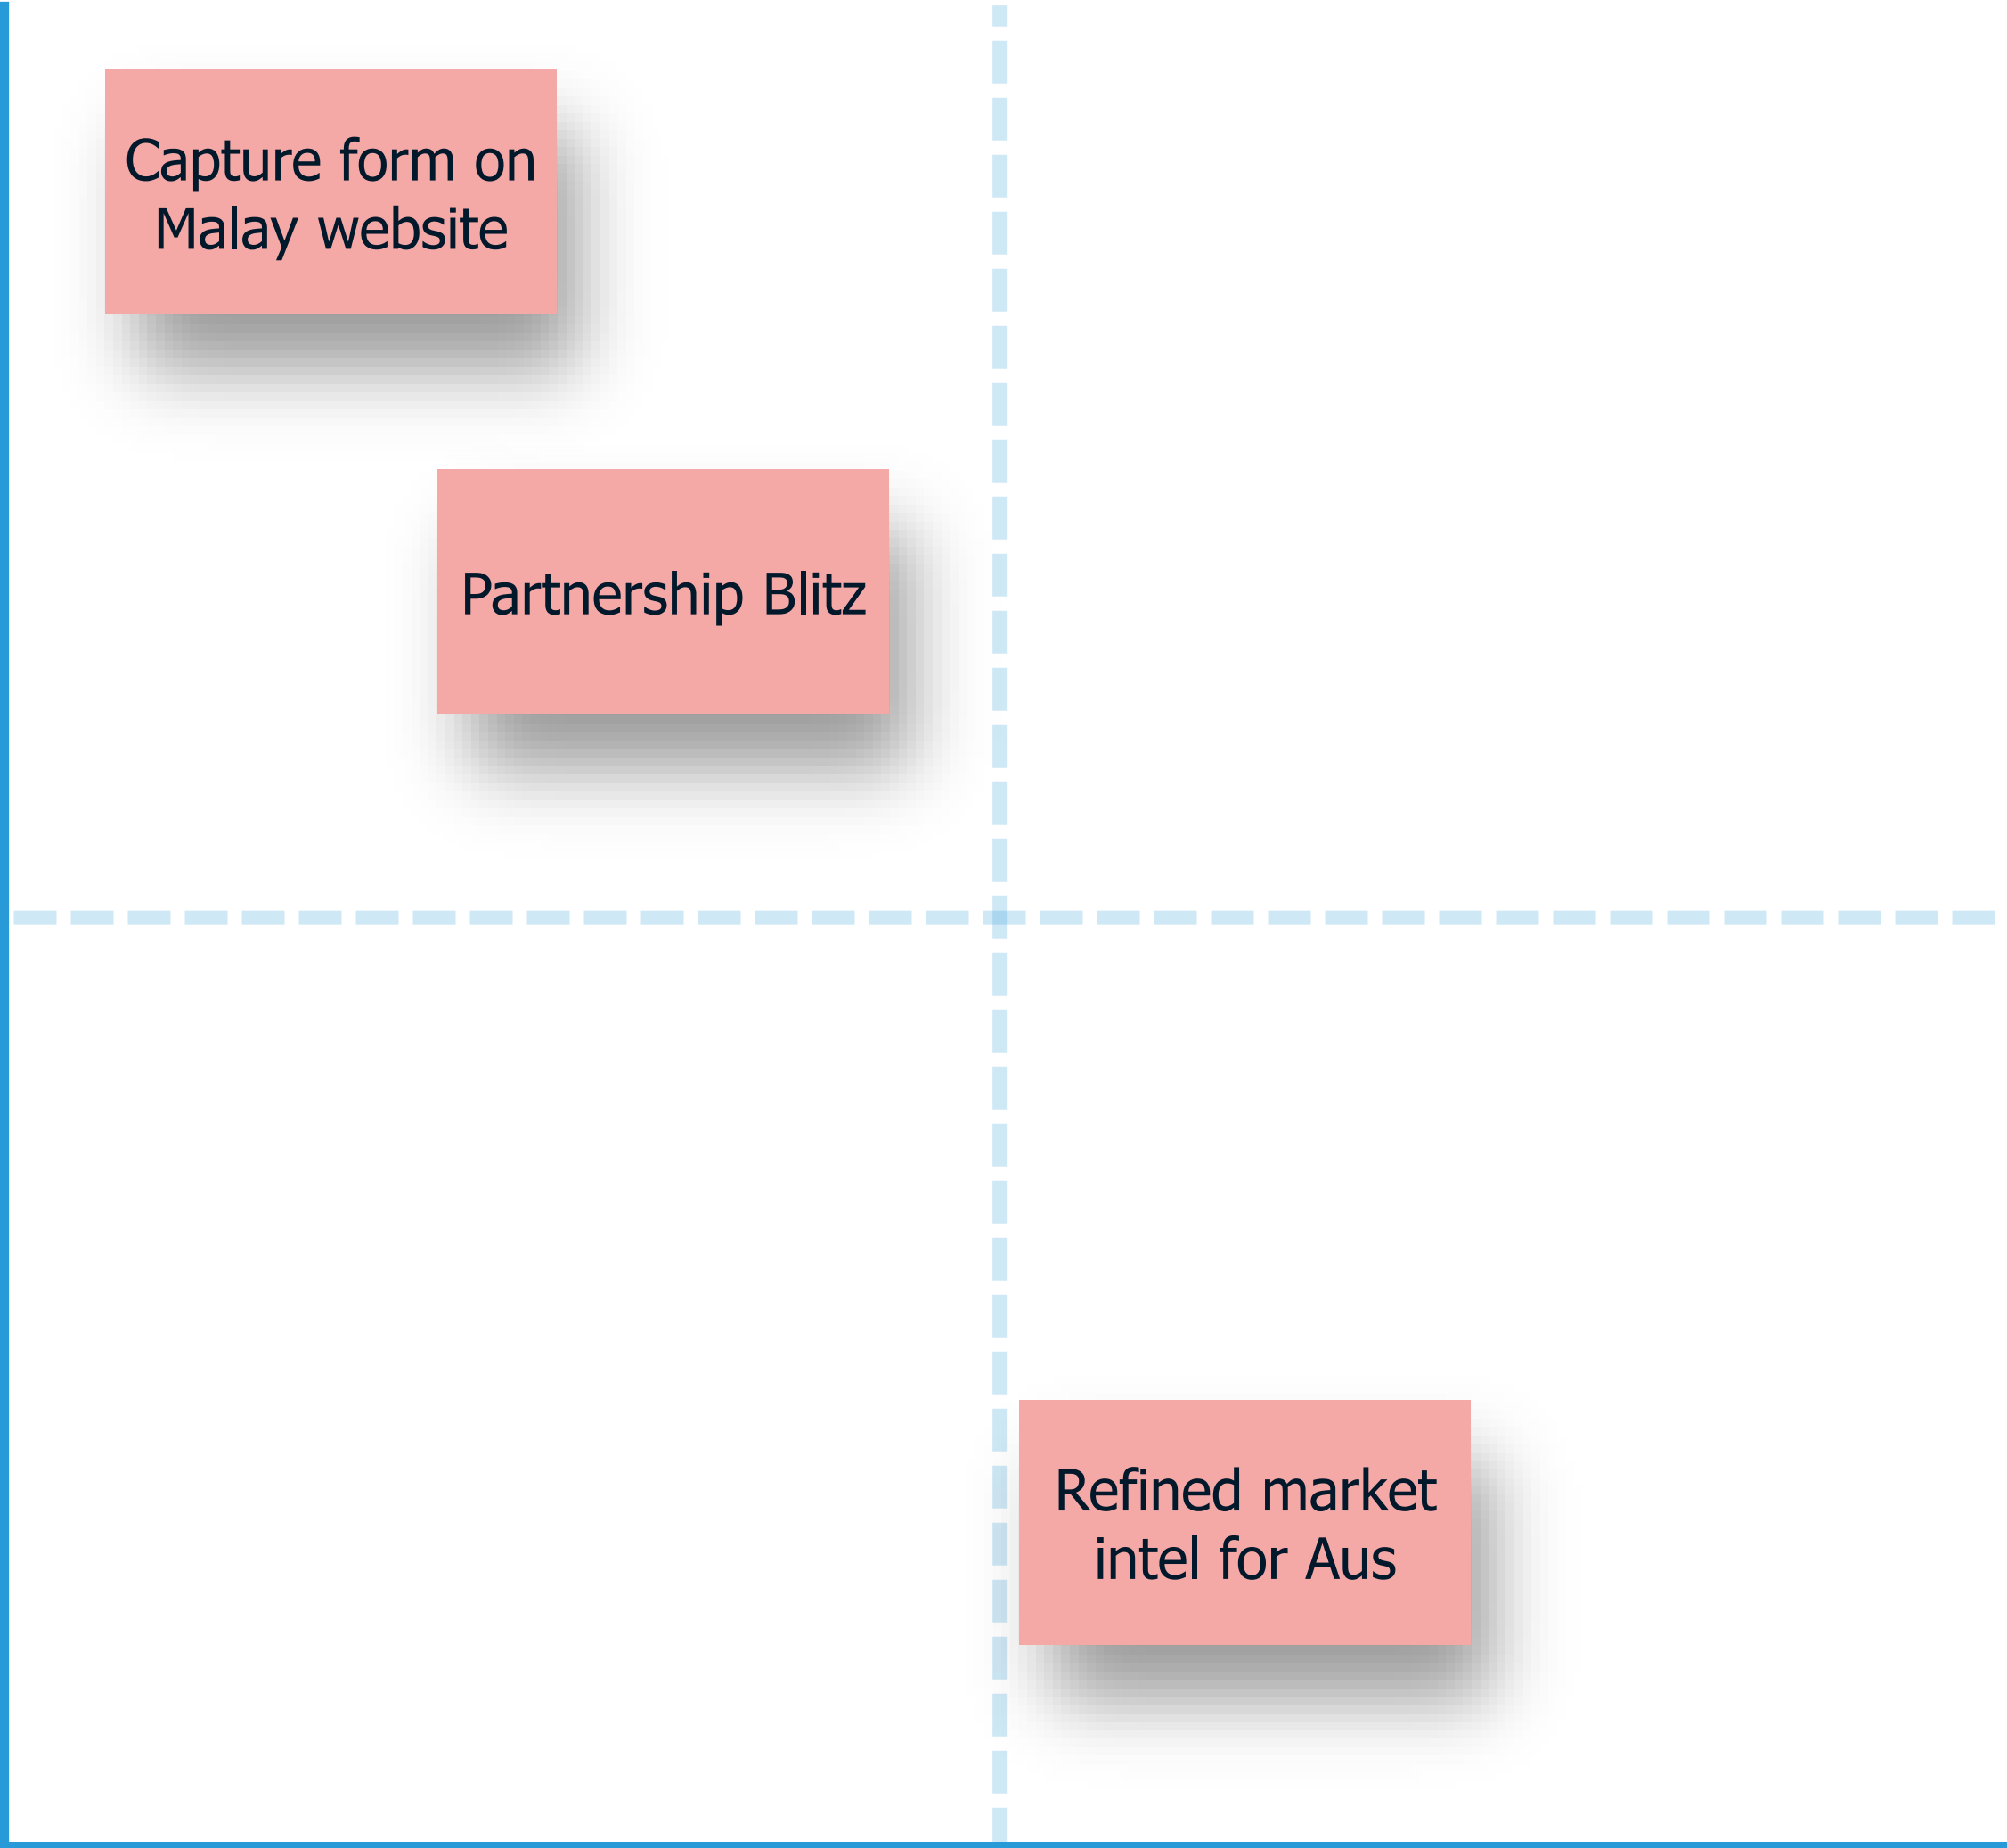 Capture form on
Malay website
Partnership Blitz
Refined market
intel for Aus